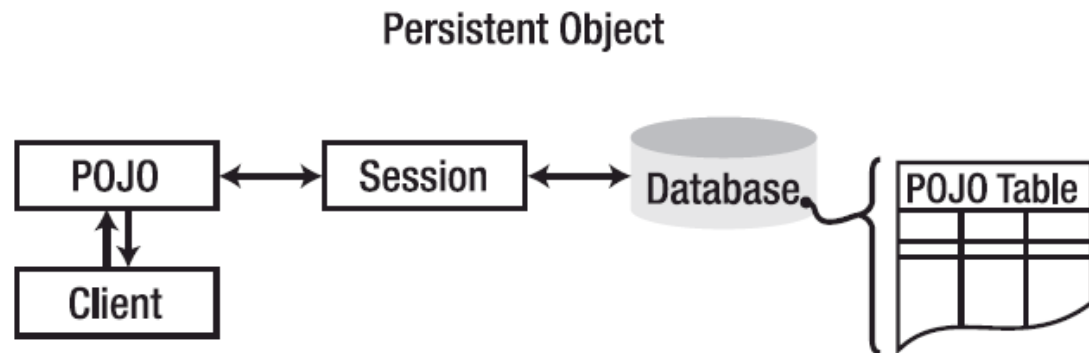 Persistent Object
POJO
Session
Database
POJO Table
Client